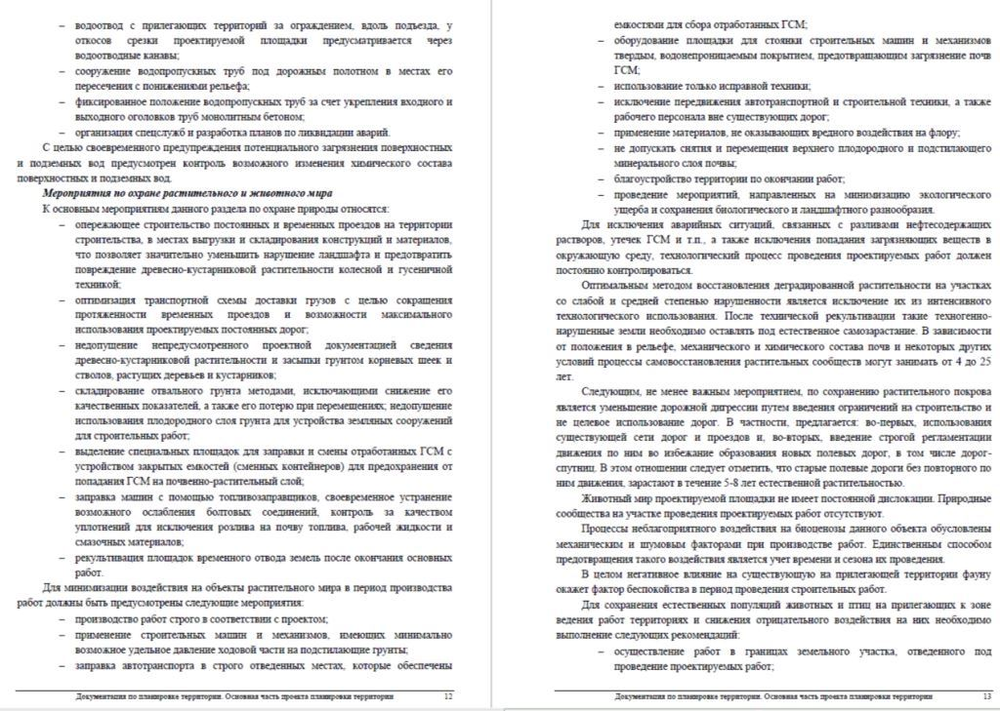 – водоотвод с прилегающих территорий за ограждением, вдоль подъезда, у
откосов срезки проектируемой площадки предусматривается через
водоотводные канавы;
– сооружение водопропускных труб под дорожным полотном в местах его
пересечения с понижениями рельефа;
– фиксированное положение водопропускных труб за счет укрепления входного и
выходного оголовков труб монолитным бетоном;
– организация спецслужб и разработка планов по ликвидации аварий.
С целью своевременного предупреждения потенциального загрязнения поверхностных
и подземных вод предусмотрен контроль возможного изменения химического состава
поверхностных и подземных вод.
Мероприятия по охране растительного и животного мира
К основным мероприятиям данного раздела по охране природы относятся:
– опережающее строительство постоянных и временных проездов на территории
строительства, в местах выгрузки и складирования конструкций и материалов,
что позволяет значительно уменьшить нарушение ландшафта и предотвратить
повреждение древесно-кустарниковой растительности колесной и гусеничной
техникой;
– оптимизация транспортной схемы доставки грузов с целью сокращения
протяженности временных проездов и возможности максимального
использования проектируемых постоянных дорог;
– недопущение непредусмотренного проектной документацией сведения
древесно-кустарниковой растительности и засыпки грунтом корневых шеек и
стволов, растущих деревьев и кустарников;
– складирование отвального грунта методами, исключающими снижение его
качественных показателей, а также его потерю при перемещениях; недопущение
использования плодородного слоя грунта для устройства земляных сооружений
для строительных работ;
– выделение специальных площадок для заправки и смены отработанных ГСМ с
устройством закрытых емкостей (сменных контейнеров) для предохранения от
попадания ГСМ на почвенно-растительный слой;
– заправка машин с помощью топливозаправщиков, своевременное устранение
возможного ослабления болтовых соединений, контроль за качеством
уплотнений для исключения розлива на почву топлива, рабочей жидкости и
смазочных материалов;
– рекультивация площадок временного отвода земель после окончания основных
работ.
Для минимизации воздействия на объекты растительного мира в период производства
работ должны быть предусмотрены следующие мероприятия:
– производство работ строго в соответствии с проектом;
– применение строительных машин и механизмов, имеющих минимально
возможное удельное давление ходовой части на подстилающие грунты;
– заправка автотранспорта в строго отведенных местах, которые обеспечены
Документация по планировке территории. Основная часть проекта планировки территории 12
емкостями для сбора отработанных ГСМ;
– оборудование площадки для стоянки строительных машин и механизмов
твердым, водонепроницаемым покрытием, предотвращающим загрязнение почв
ГСМ;
– использование только исправной техники;
– исключение передвижения автотранспортной и строительной техники, а также
рабочего персонала вне существующих дорог;
– применение материалов, не оказывающих вредного воздействия на флору;
– не допускать снятия и перемещения верхнего плодородного и подстилающего
минерального слоя почвы;
– благоустройство территории по окончании работ;
– проведение мероприятий, направленных на минимизацию экологического
ущерба и сохранения биологического и ландшафтного разнообразия.
Для исключения аварийных ситуаций, связанных с разливами нефтесодержащих
растворов, утечек ГСМ и т.п., а также исключения попадания загрязняющих веществ в
окружающую среду, технологический процесс проведения проектируемых работ должен
постоянно контролироваться.
Оптимальным методом восстановления деградированной растительности на участках
со слабой и средней степенью нарушенности является исключение их из интенсивного
технологического использования. После технической рекультивации такие техногенно-
нарушенные земли необходимо оставлять под естественное самозарастание. В зависимости
от положения в рельефе, механического и химического состава почв и некоторых других
условий процессы самовосстановления растительных сообществ могут занимать от 4 до 25
лет.
Следующим, не менее важным мероприятием, по сохранению растительного покрова
является уменьшение дорожной дигрессии путем введения ограничений на строительство и
не целевое использование дорог. В частности, предлагается: во-первых, использования
существующей сети дорог и проездов и, во-вторых, введение строгой регламентации
движения по ним во избежание образования новых полевых дорог, в том числе дорог-
спутниц. В этом отношении следует отметить, что старые полевые дороги без повторного по
ним движения, зарастают в течение 5-8 лет естественной растительностью.
Животный мир проектируемой площадки не имеет постоянной дислокации. Природные
сообщества на участке проведения проектируемых работ отсутствуют.
Процессы неблагоприятного воздействия на биоценозы данного объекта обусловлены
механическим и шумовым факторами при производстве работ. Единственным способом
предотвращения такого воздействия является учет времени и сезона их проведения.
В целом негативное влияние на существующую на прилегающей территории фауну
окажет фактор беспокойства в период проведения строительных работ.
Для сохранения естественных популяций животных и птиц на прилегающих к зоне
ведения работ территориях и снижения отрицательного воздействия на них необходимо
выполнение следующих рекомендаций:
– осуществление работ в границах земельного участка, отведенного под
проведение проектируемых работ;
Документация по планировке территории. Основная часть проекта планировки территории 13